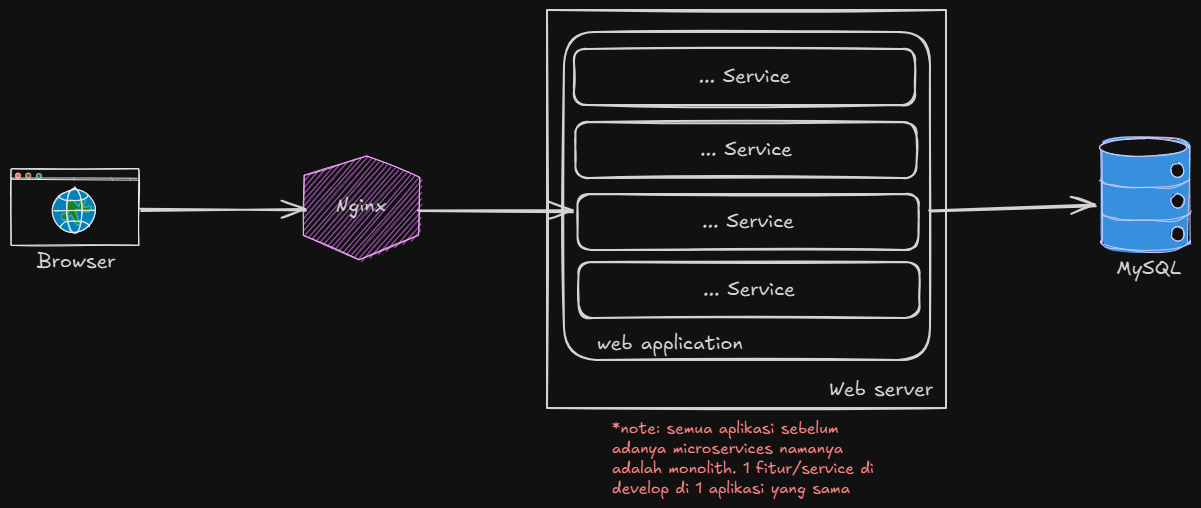 Browser
Nginx
... Service
... Service
... Service
... Service
web application
Web server
MySQL
*note: semua aplikasi sebelum
adanya microservices namanya
adalah monolith. 1 fitur/service di
develop di 1 aplikasi yang sama